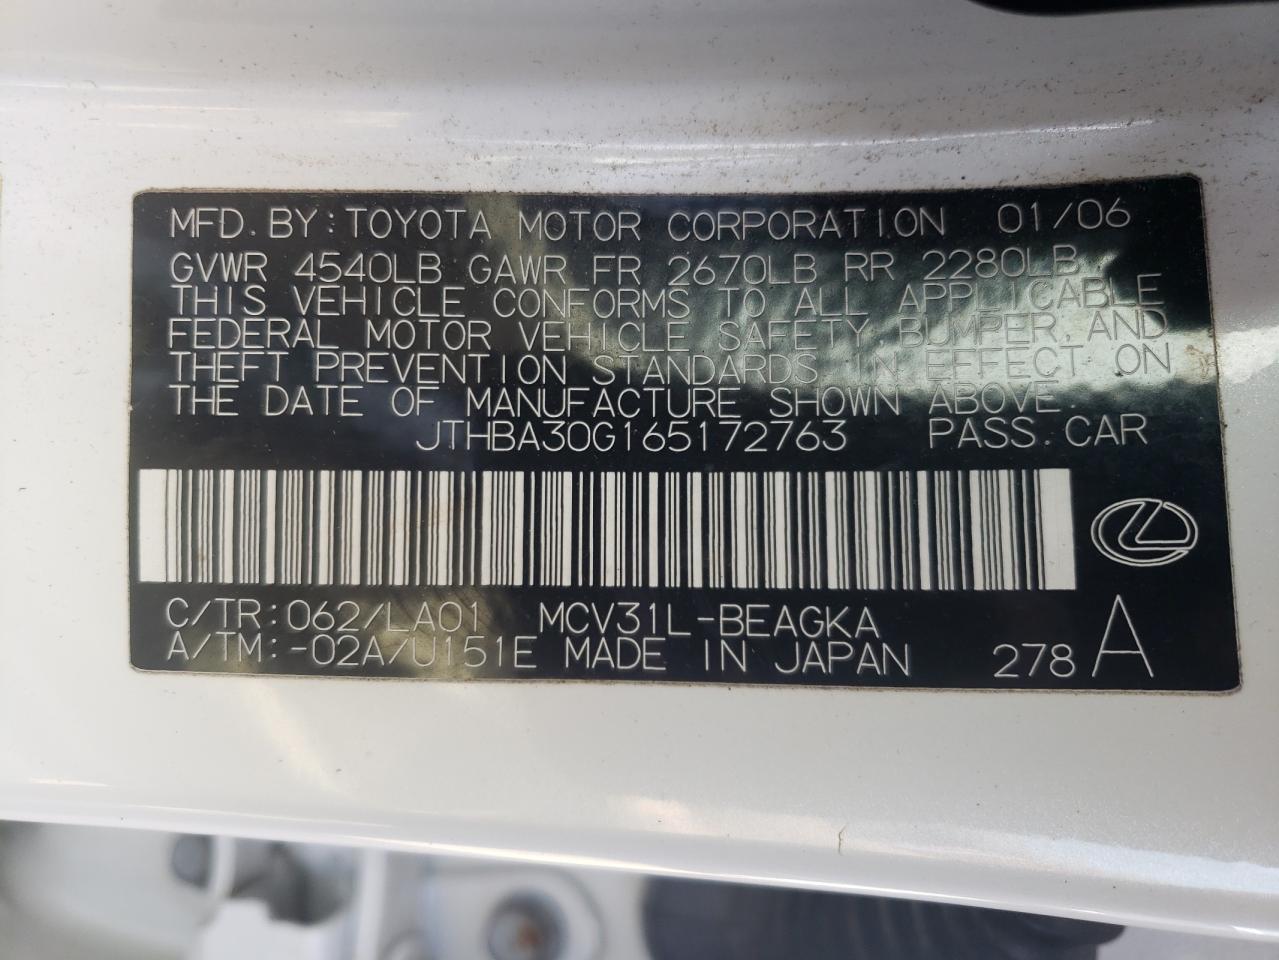 MFD. BY: TOYOTA MOTOR CORPORATION 01/06
GVWR 4540LB GAWR FR 2670LB RR 2280LB
THIS VEHICLE CONFORMS TO ALL APPLICABLE
FEDERAL MOTOR VEHICLE SAFETY, BUMPER, AND
THEFT PREVENTION STANDARDS IN EFFECT ON
THE DATE OF MANUFACTURE SHOWN ABOVE.
JTHBA30G165172763 PASS. CAR
C/TR: 062/LA01 MCV31L-BEAGKA
A/TM: -02A/U151E MADE IN JAPAN 278 A